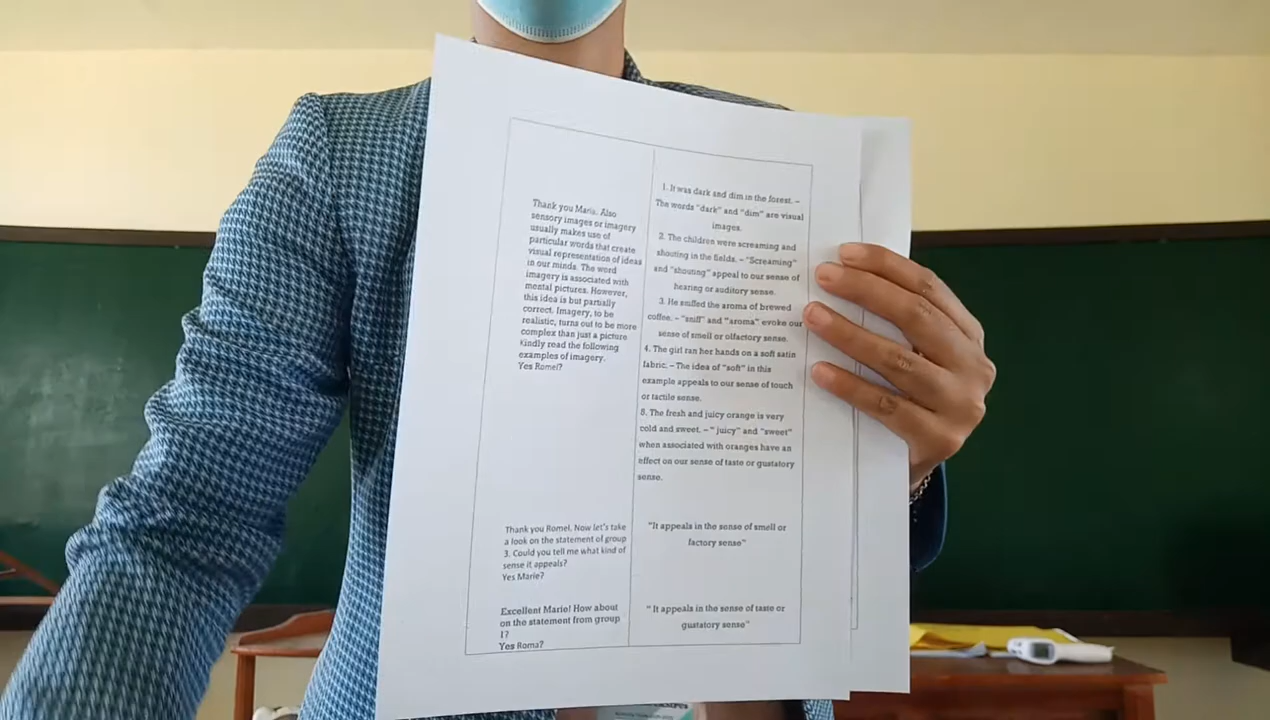 Thank you Maris. Also
sensory images or imagery
usually makes use of
particular words that create
visual representation of ideas
in our minds. The word
imagery is associated with
mental pictures. However,
this idea is but partially
correct. Imagery, to be
realistic, turns out to be more
complex than just a picture
Kindly read the following
examples of imagery.
Yes Romel?
Thank you Romel. Now let's take
a look on the statement of group
3. Could you tell me what kind of
sense it appeals?
Yes Marie?
Excellent Marie! How about
on the statement from group
1?
Yes Roma?
1. It was dark and dim in the forest. –
The words "dark" and "dim" are visual
images.
2. The children were screaming and
shouting in the fields. – "Screaming"
and "shouting" appeal to our sense of
hearing or auditory sense.
3. He sniffed the aroma of brewed
coffee. – "sniff" and "aroma" evoke our
sense of smell or olfactory sense.
4. The girl ran her hands on a soft satin
fabric. – The idea of "soft" in this
example appeals to our sense of touch
or tactile sense.
5. The fresh and juicy orange is very
cold and sweet. – " juicy" and "sweet"
when associated with oranges have an
effect on our sense of taste or gustatory
sense.
"It appeals in the sense of smell or
factory sense"
" It appeals in the sense of taste or
gustatory sense"